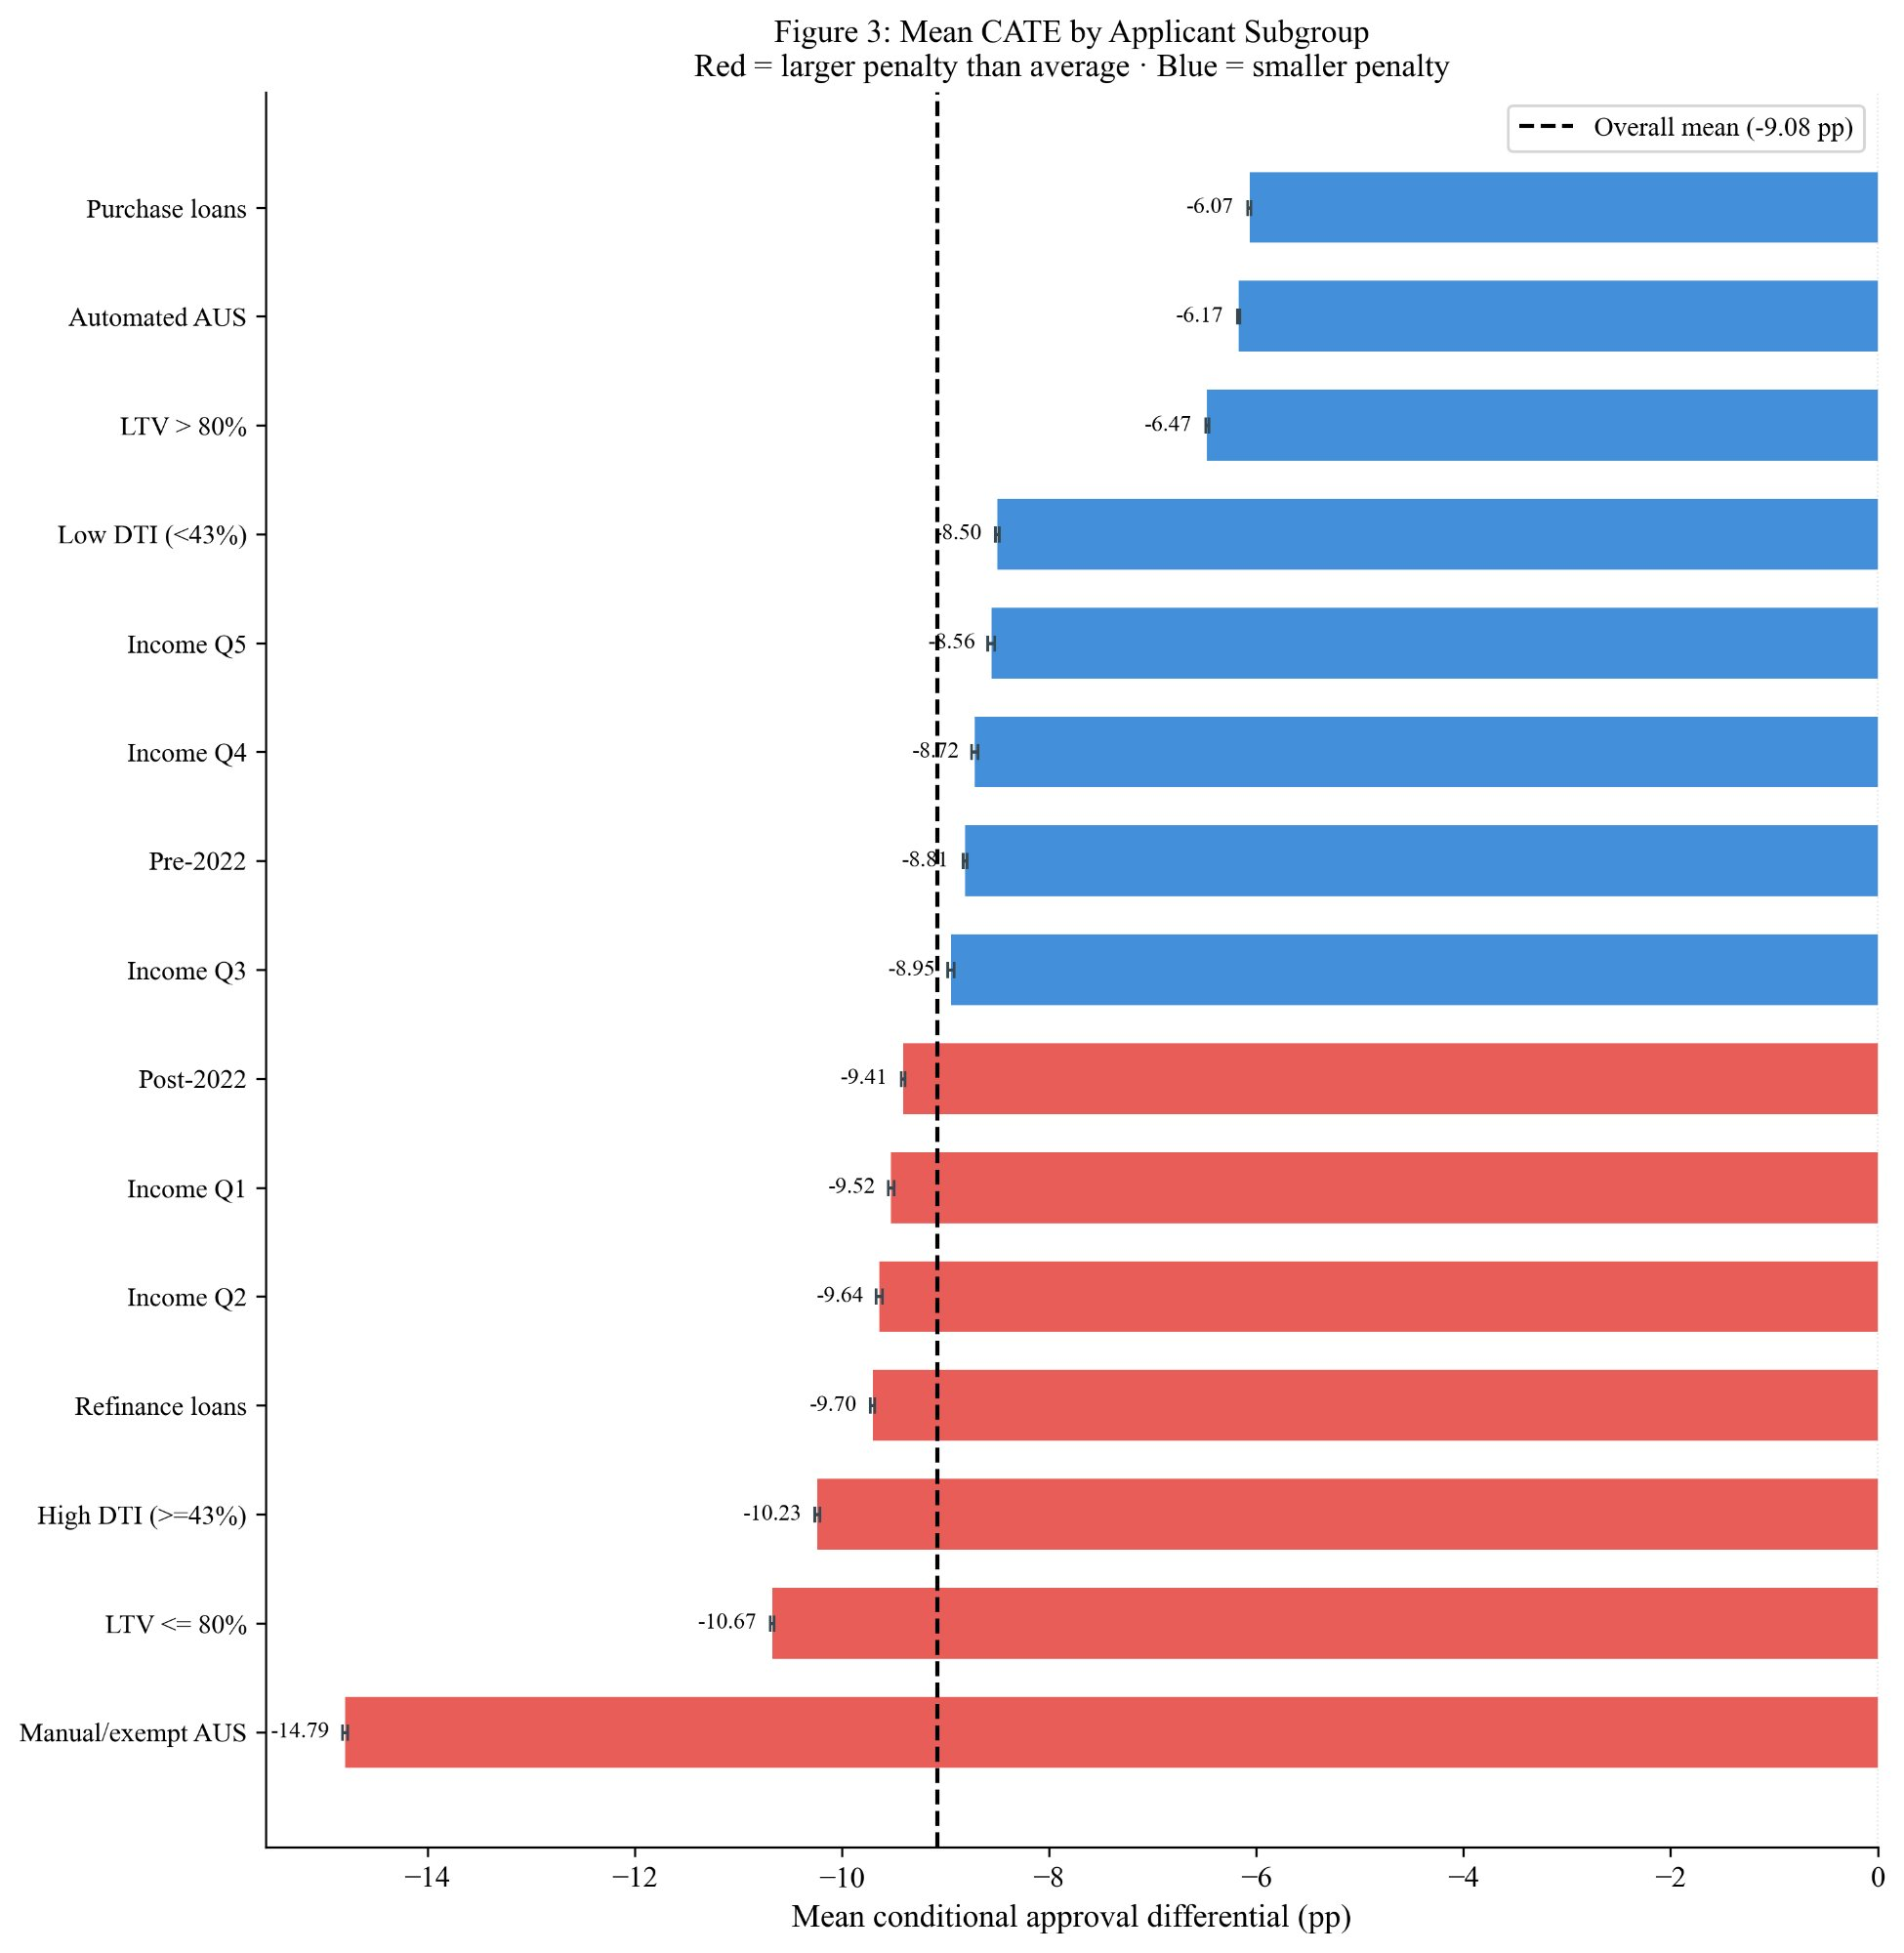 Figure 3: Mean CATE by Applicant Subgroup
Red = larger penalty than average · Blue = smaller penalty
Overall mean (-9.08 pp)
Purchase loans
-6.07
Automated AUS
-6.17
LTV > 80%
-6.47
Low DTI (<43%)
-8.50
Income Q5
-8.56
Income Q4
-8.72
Pre-2022
-8.81
Income Q3
-8.95
Post-2022
-9.41
Income Q1
-9.52
Income Q2
-9.64
Refinance loans
-9.70
High DTI (>=43%)
-10.23
LTV <= 80%
-10.67
Manual/exempt AUS
-14.79
−14 −12 −10 −8 −6 −4 −2 0
Mean conditional approval differential (pp)